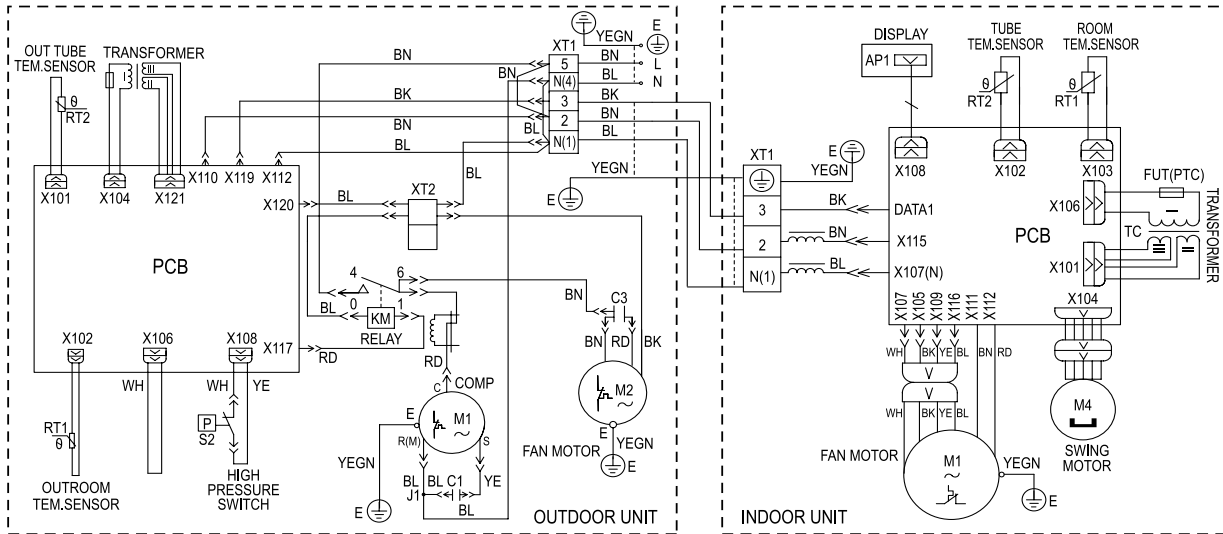 OUT TUBE
TEM.SENSOR
TRANSFORMER
θ
RT2
X101
X104
X121
X110
X119
X112
BN
BK
BN
BL
BN
BL
BL
XT1
5
N(4)
3
2
N(1)
YEGN
E
BN
L
BL
N
BK
BN
BL
YEGN
E
X120
BL
XT2
PCB
4
6
0
1
BL
KM
RELAY
X117
RD
RD
BN
C3
BN
RD
BK
X102
X106
X108
WH
WH
YE
RT1
θ
P
S2
OUTROOM
TEM.SENSOR
HIGH
PRESSURE
SWITCH
C
COMP
E
M1
~
R(M)
S
YEGN
BL
BL
C1
YE
J1
BL
E
M2
~
E
FAN MOTOR
YEGN
E
OUTDOOR UNIT
DISPLAY
AP1
TUBE
TEM.SENSOR
θ
RT2
ROOM
TEM.SENSOR
θ
RT1
X108
X102
X103
XT1
3
2
N(1)
E
YEGN
BK
DATA1
BN
X115
BL
X107(N)
PCB
X106
FUT(PTC)
TC
X101
TRANSFORMER
X107
X105
X109
X116
X111
X112
X104
WH
BK
YE
BL
BN
RD
WH
BK
YE
BL
FAN MOTOR
M1
~
YEGN
E
M4
SWING
MOTOR
INDOOR UNIT